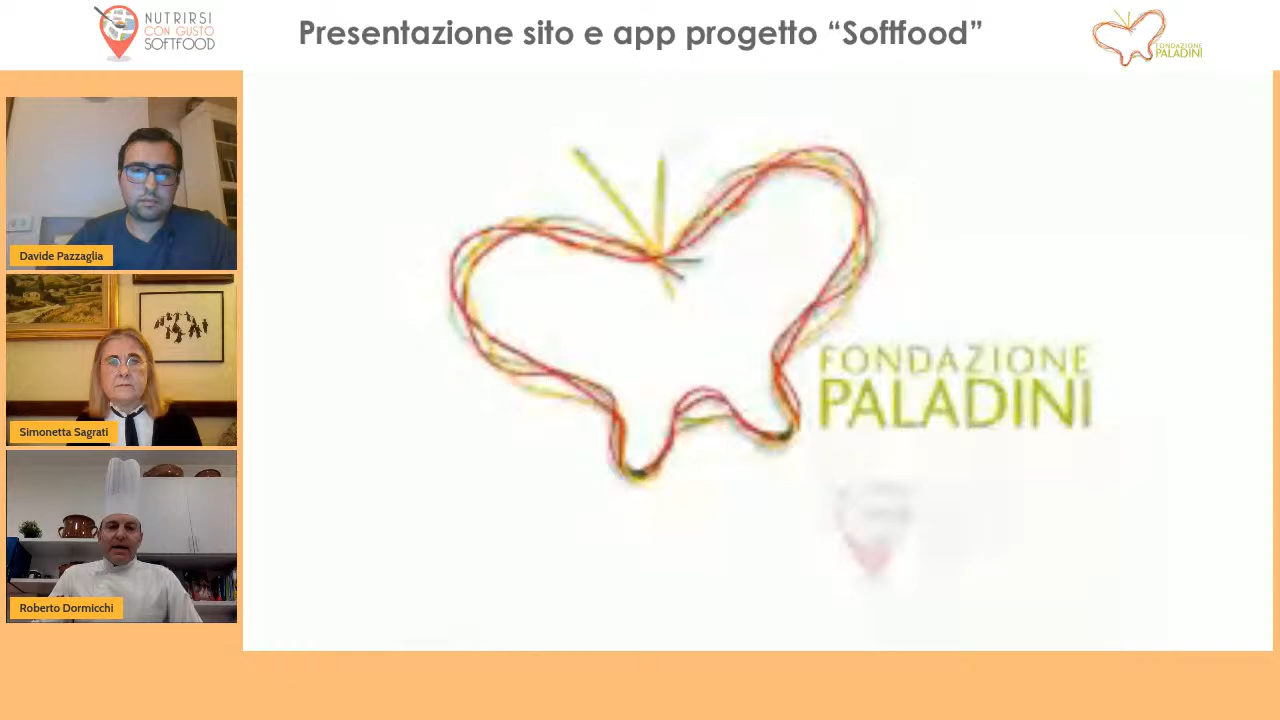 NUTRIRSI
CON GUSTO
SOFTFOOD
Presentazione sito e app progetto “Softfood”
FONDAZIONE
PALADINI
Davide Pazzaglia
Simonetta Sagrati
Roberto Dormicchi
FONDAZIONE
PALADINI